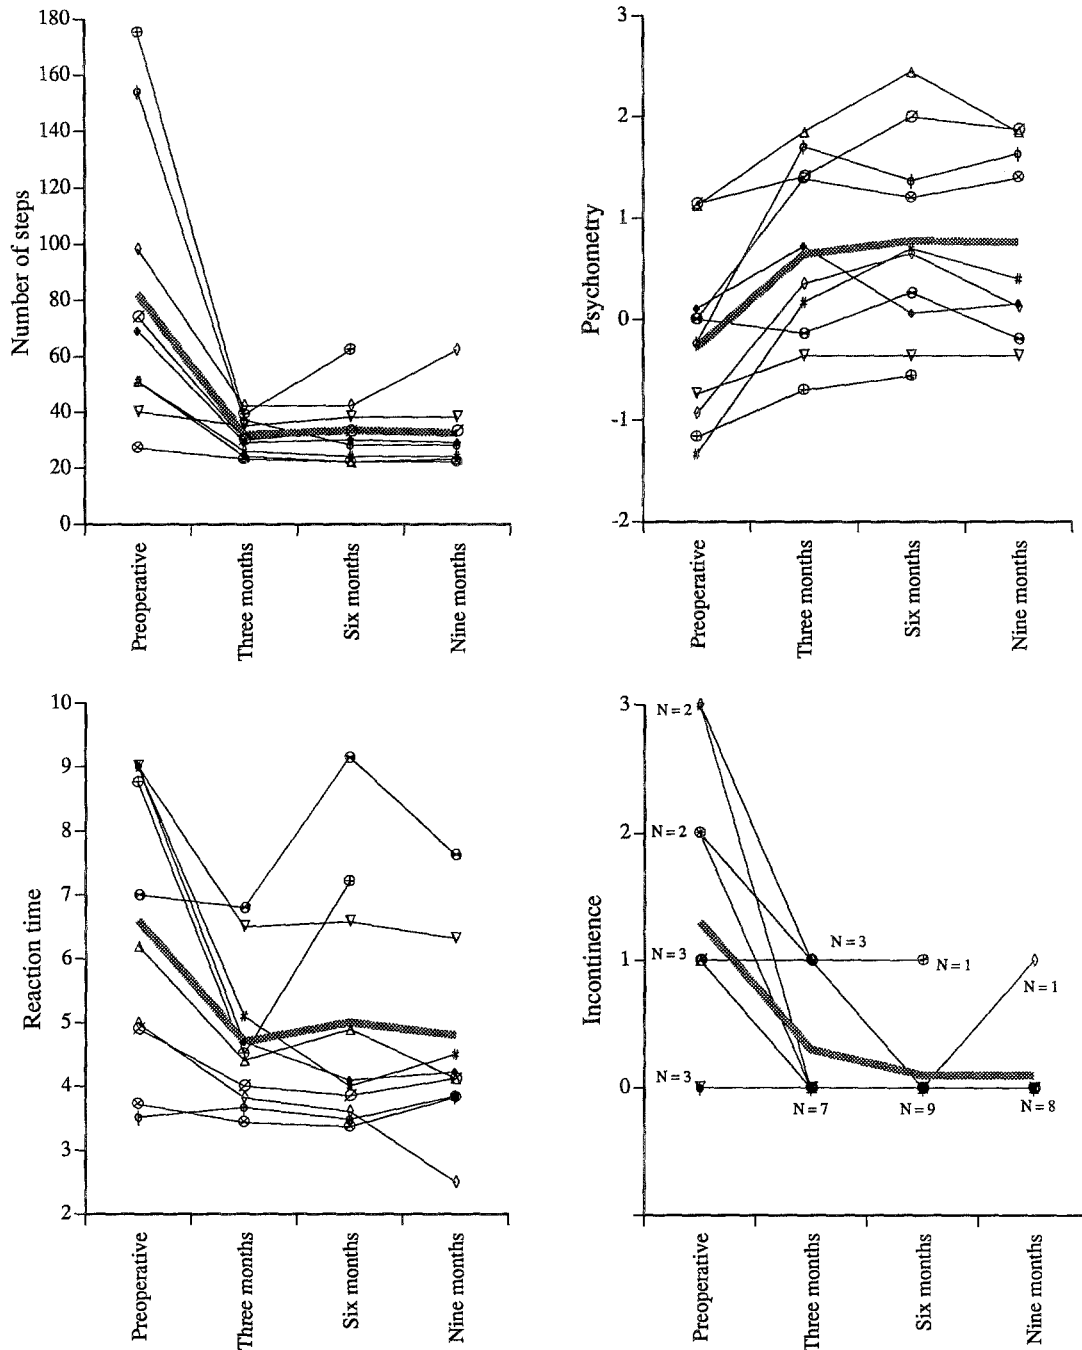 180
160
140
120
100
80
60
40
20
0
Number of steps
Preoperative
Three months
Six months
Nine months
3
2
1
0
-1
-2
Psychometry
Preoperative
Three months
Six months
Nine months
10
9
8
7
6
5
4
3
2
Reaction time
Preoperative
Three months
Six months
Nine months
3
2
1
0
Incontinence
N=2
N=2
N=3
N=3
N=3
N=1
N=1
N=7
N=9
N=8
Preoperative
Three months
Six months
Nine months